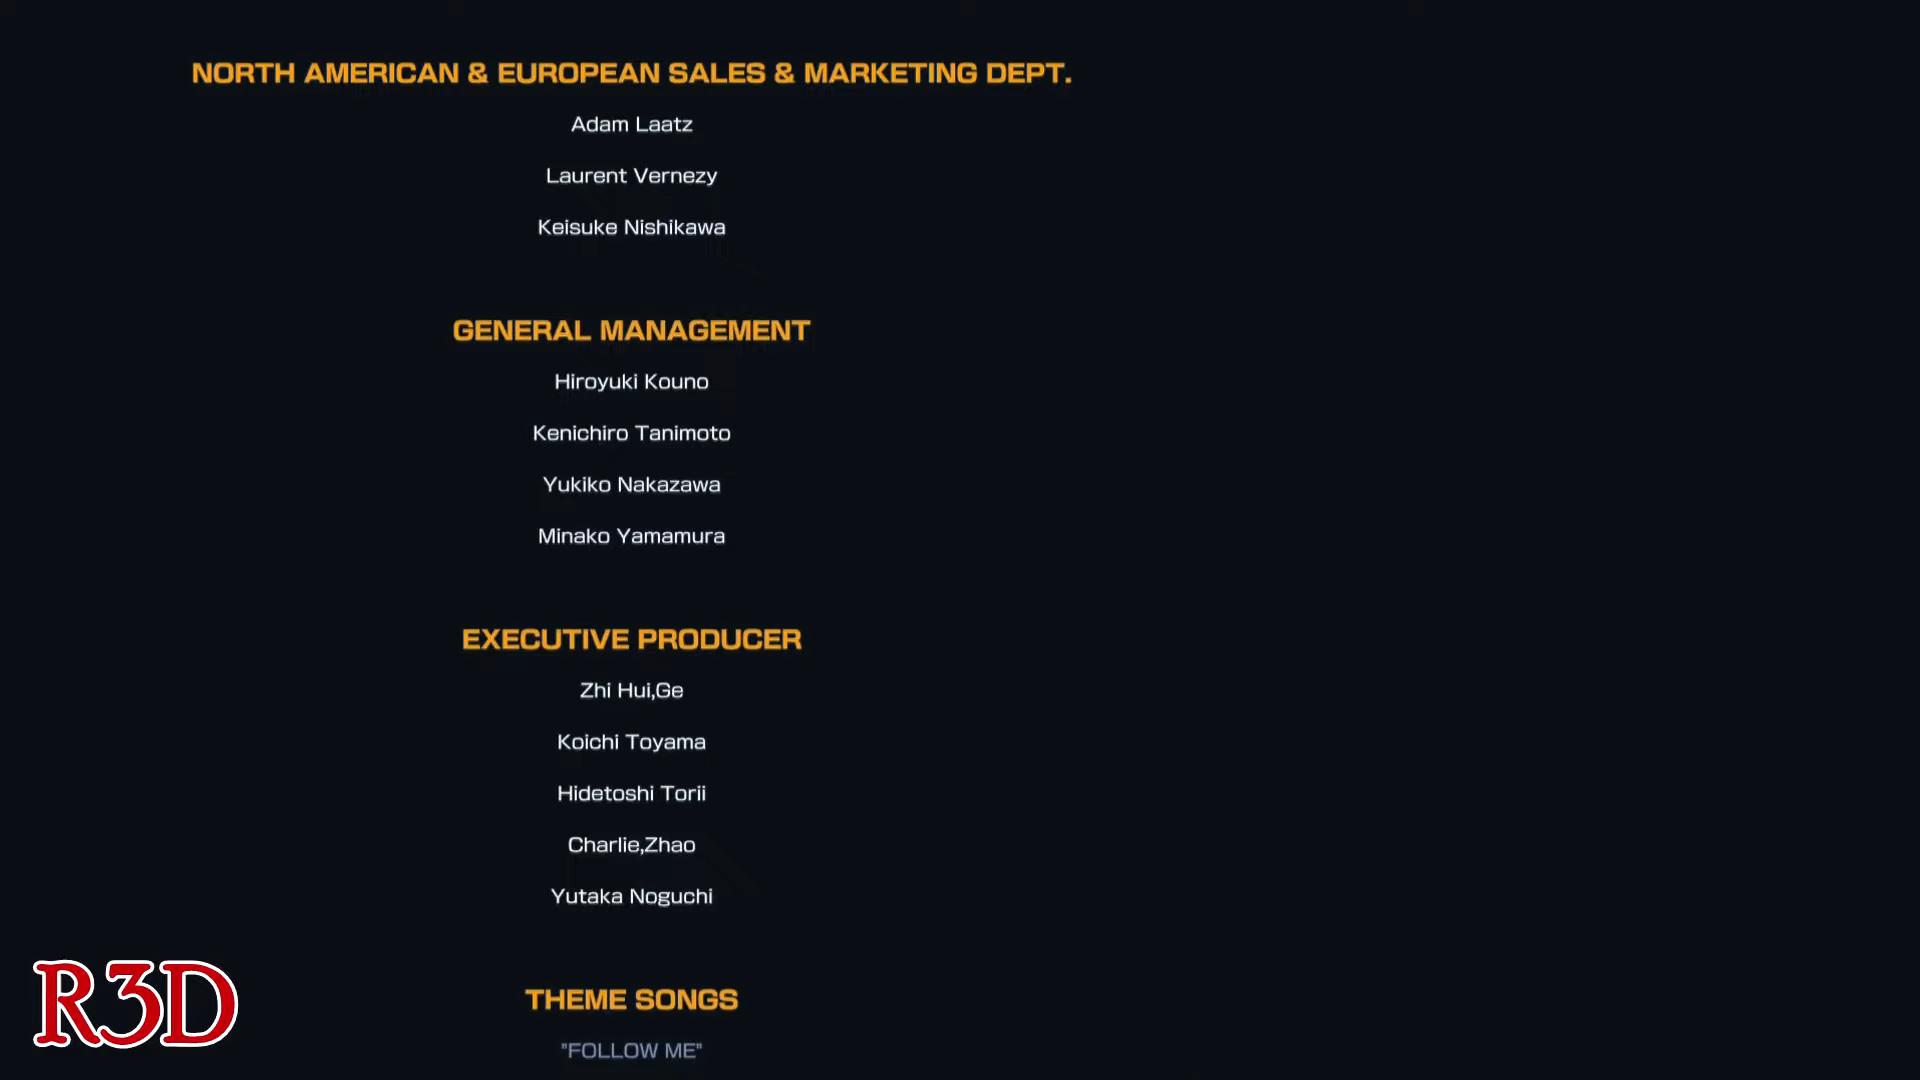 NORTH AMERICAN & EUROPEAN SALES & MARKETING DEPT.
Adam Laatz
Laurent Vernezy
Keisuke Nishikawa
GENERAL MANAGEMENT
Hiroyuki Kouno
Kenichiro Tanimoto
Yukiko Nakazawa
Minako Yamamura
EXECUTIVE PRODUCER
Zhi Hui,Ge
Koichi Toyama
Hidetoshi Torii
Charlie,Zhao
Yutaka Noguchi
THEME SONGS
"FOLLOW ME"
R3D